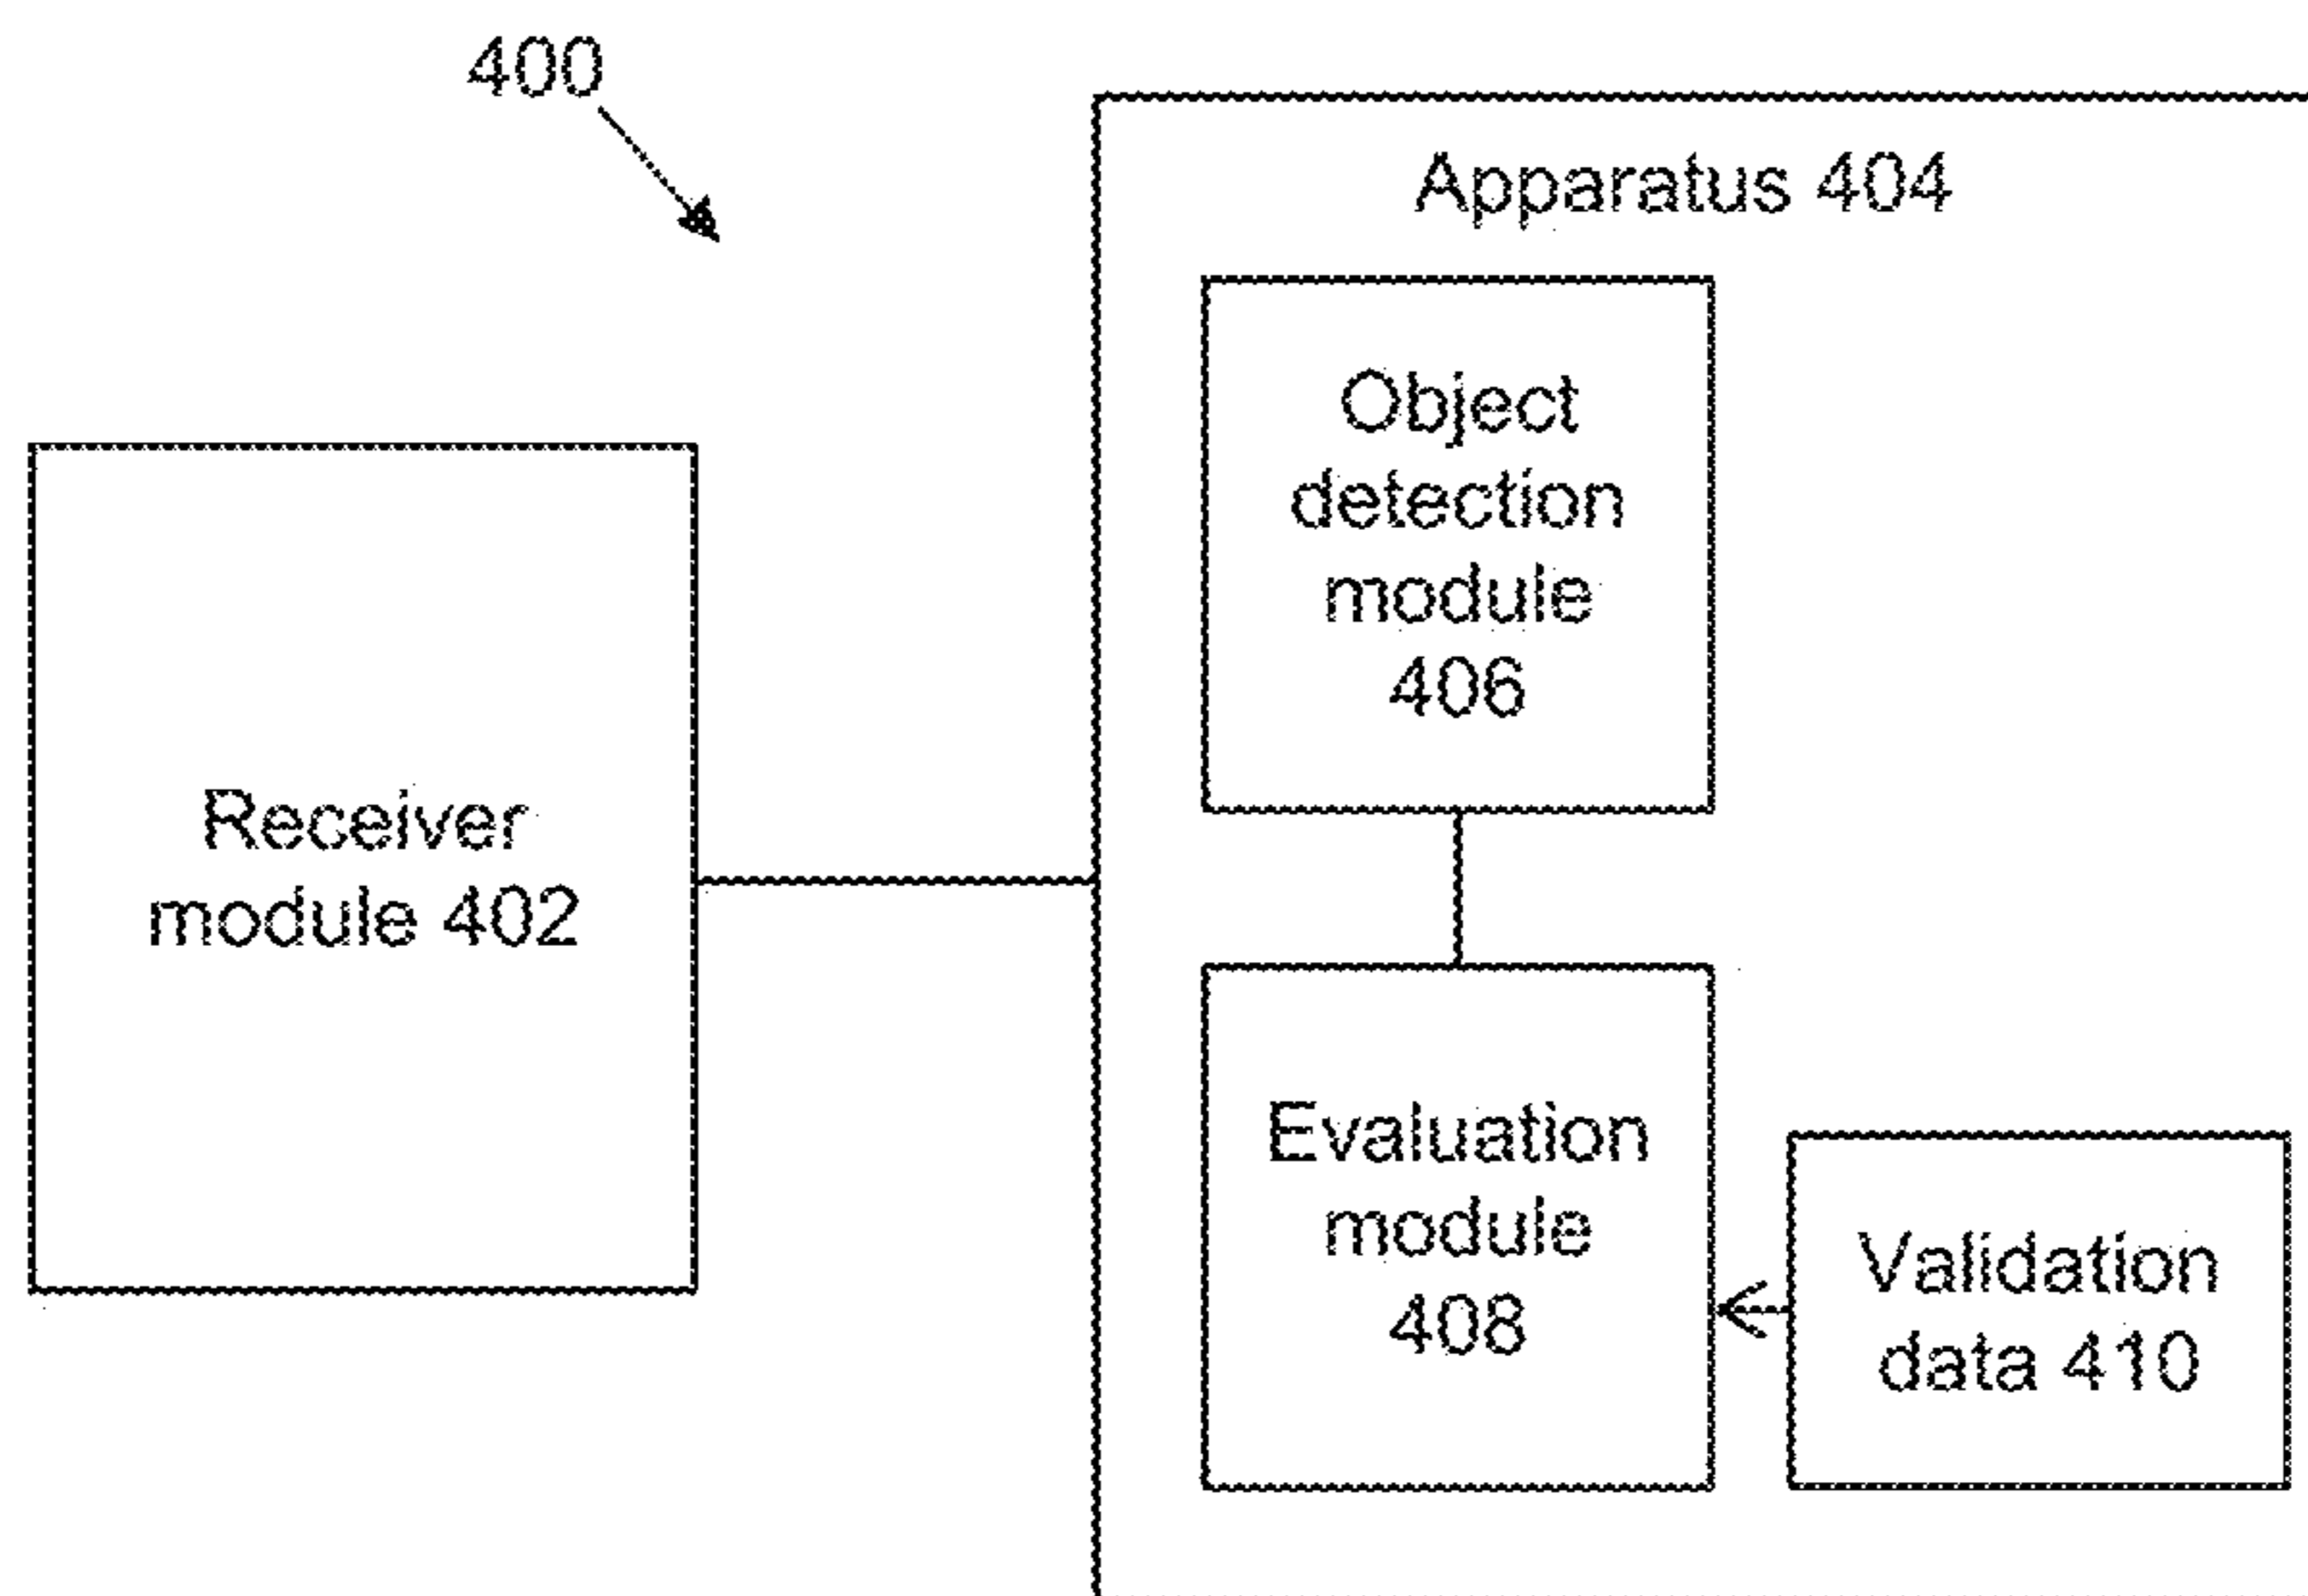 400
Apparatus 404
Object
detection
module
406
Receiver
module 402
Evaluation
module
408
Validation
data 410